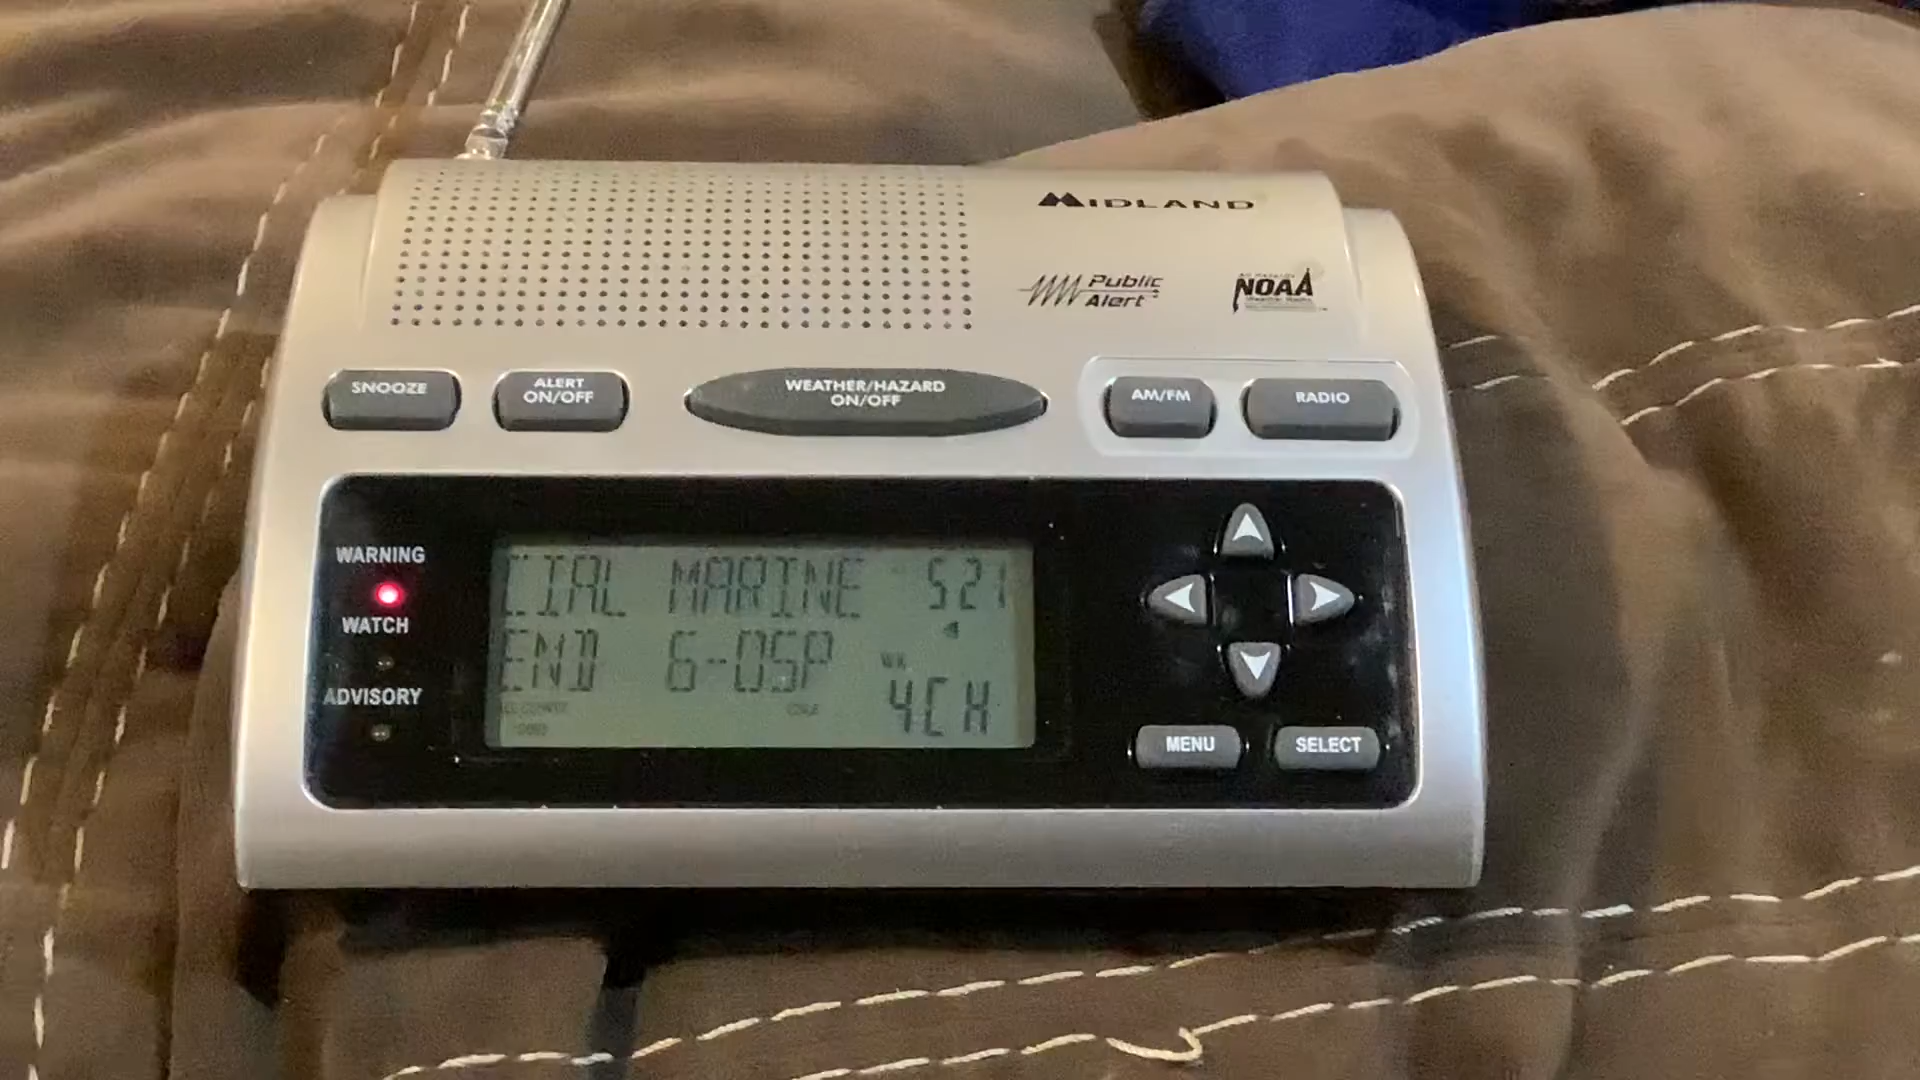 MIDLAND
Public
Alert
NOAA
SNOOZE
ALERT
ON/OFF
WEATHER/HAZARD
ON/OFF
AM/FM
RADIO
WARNING
WATCH
ADVISORY
CIAL MARINE 521
END 6-05P
4CH
MENU
SELECT